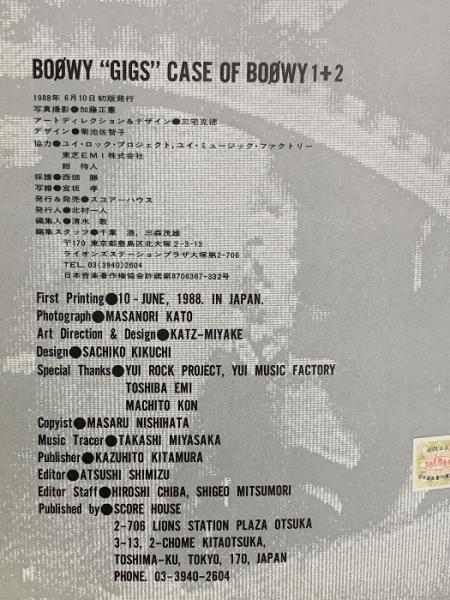 BOØWY “GIGS” CASE OF BOØWY 1+2
1988年 6月10日初版発行
写真撮影●加藤正憲
アートディレクション&デザイン●三宅克徳
デザイン●菊池佐智子
協力●ユイ・ロック・プロジェクト, ユイ・ミュージック・ファクトリー
東芝EMI株式会社
紺 待人
採譜●西畑 勝
写譜●宮坂 孝
発行&発売●スコアーハウス
発行人●北村一人
編集人●清水 敦
編集スタッフ●千葉 浩, 三森茂雄
〒170 東京都豊島区北大塚2-3-13
ライオンズステーションプラザ大塚2-706
TEL.03(3940)2604
日本音楽著作権協会許諾第8706367-332号
First Printing●10-JUNE, 1988. IN JAPAN.
Photograph●MASANORI KATO
Art Direction & Design●KATZ-MIYAKE
Design●SACHIKO KIKUCHI
Special Thanks●YUI ROCK PROJECT, YUI MUSIC FACTORY
TOSHIBA EMI
MACHITO KON
Copyist●MASARU NISHIHATA
Music Tracer●TAKASHI MIYASAKA
Publisher●KAZUHITO KITAMURA
Editor●ATSUSHI SHIMIZU
Editor Staff●HIROSHI CHIBA, SHIGEO MITSUMORI
Published by●SCORE HOUSE
2-706 LIONS STATION PLAZA OTSUKA
3-13, 2-CHOME KITAOTSUKA,
TOSHIMA-KU, TOKYO, 170, JAPAN
PHONE. 03-3940-2604